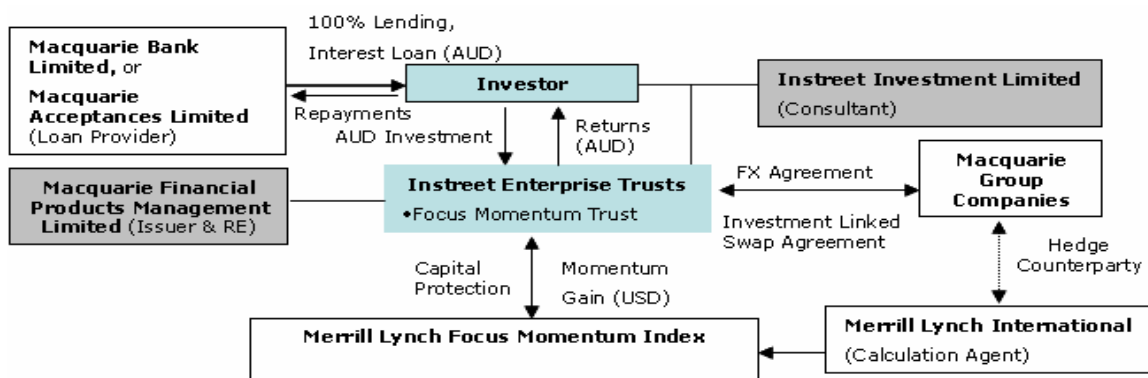 100% Lending,
Interest Loan (AUD)
Macquarie Bank
Limited, or
Macquarie
Acceptances Limited
(Loan Provider)
Investor
Instreet Investment Limited
(Consultant)
Repayments
AUD Investment
Returns
(AUD)
Macquarie Financial
Products Management
Limited (Issuer & RE)
Instreet Enterprise Trusts
•Focus Momentum Trust
FX Agreement
Investment Linked
Swap Agreement
Macquarie
Group
Companies
Capital
Protection
Momentum
Gain (USD)
Hedge
Counterparty
Merrill Lynch Focus Momentum Index
Merrill Lynch International
(Calculation Agent)